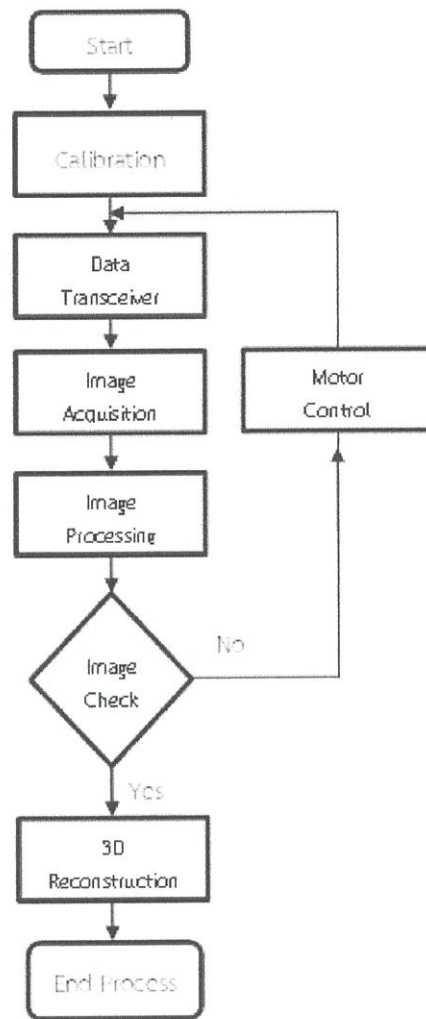 Start
Calibration
Data
Transceiver
Image
Acquisition
Motor
Control
Image
Processing
Image
Check
No
Yes
3D
Reconstruction
End Process